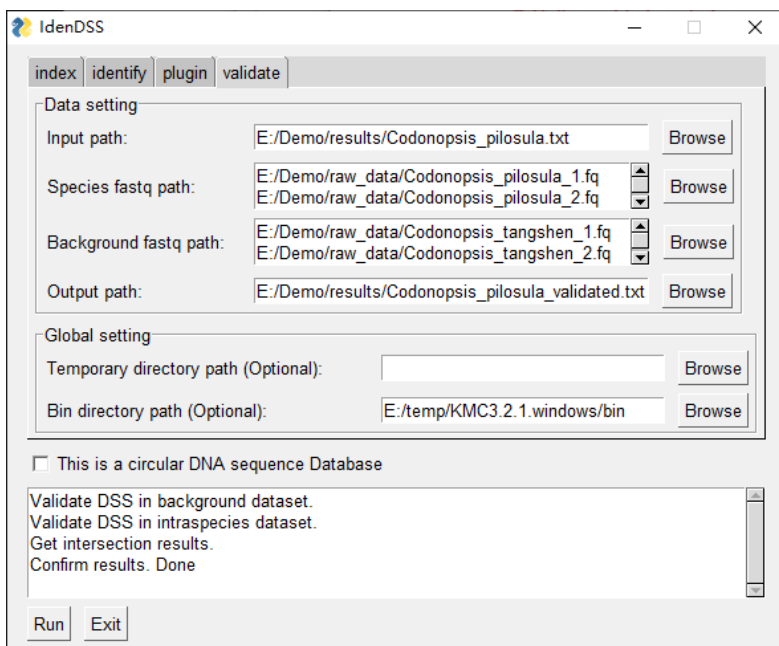 IdenDSS
index identify plugin validate
Data setting
Input path: E:/Demo/results/Codonopsis_pilosula.txt Browse
Species fastq path: E:/Demo/raw_data/Codonopsis_pilosula_1.fq
E:/Demo/raw_data/Codonopsis_pilosula_2.fq Browse
Background fastq path: E:/Demo/raw_data/Codonopsis_tangshen_1.fq
E:/Demo/raw_data/Codonopsis_tangshen_2.fq Browse
Output path: E:/Demo/results/Codonopsis_pilosula_validated.txt Browse
Global setting
Temporary directory path (Optional): Browse
Bin directory path (Optional): E:/temp/KMC3.2.1.windows/bin Browse
This is a circular DNA sequence Database
Validate DSS in background dataset.
Validate DSS in intraspecies dataset.
Get intersection results.
Confirm results. Done
Run Exit